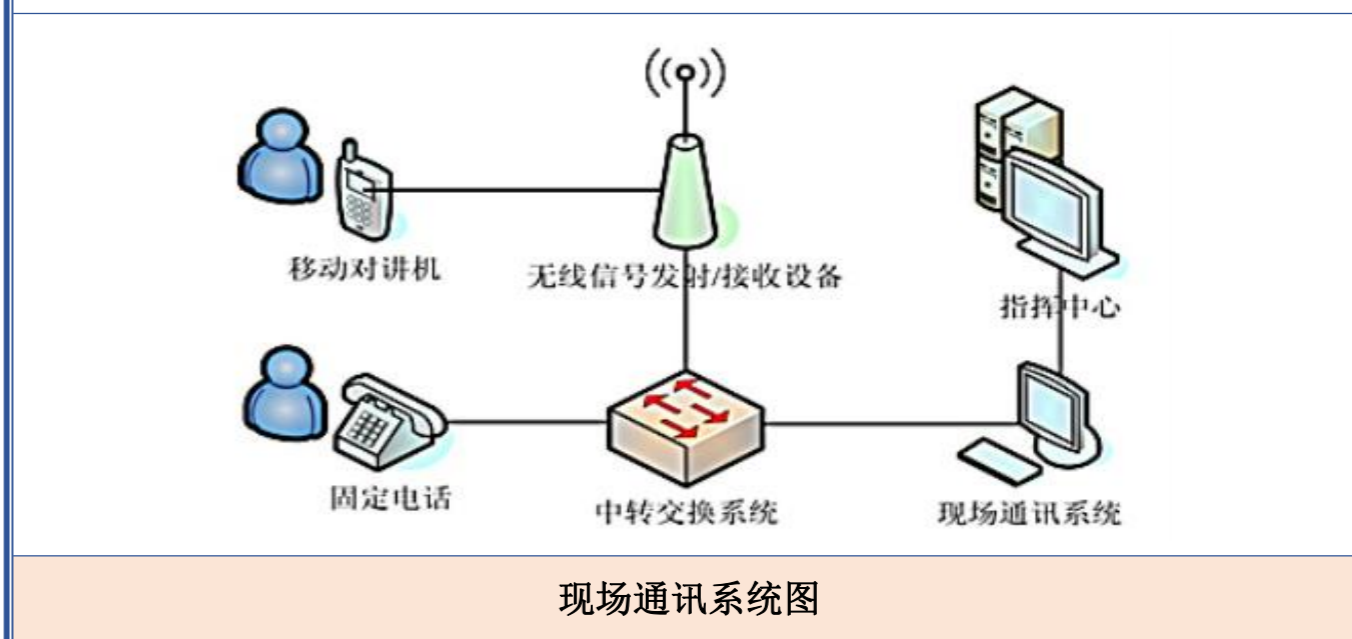 移动对讲机
无线信号发射/接收设备
指挥中心
固定电话
中转交换系统
现场通讯系统
现场通讯系统图